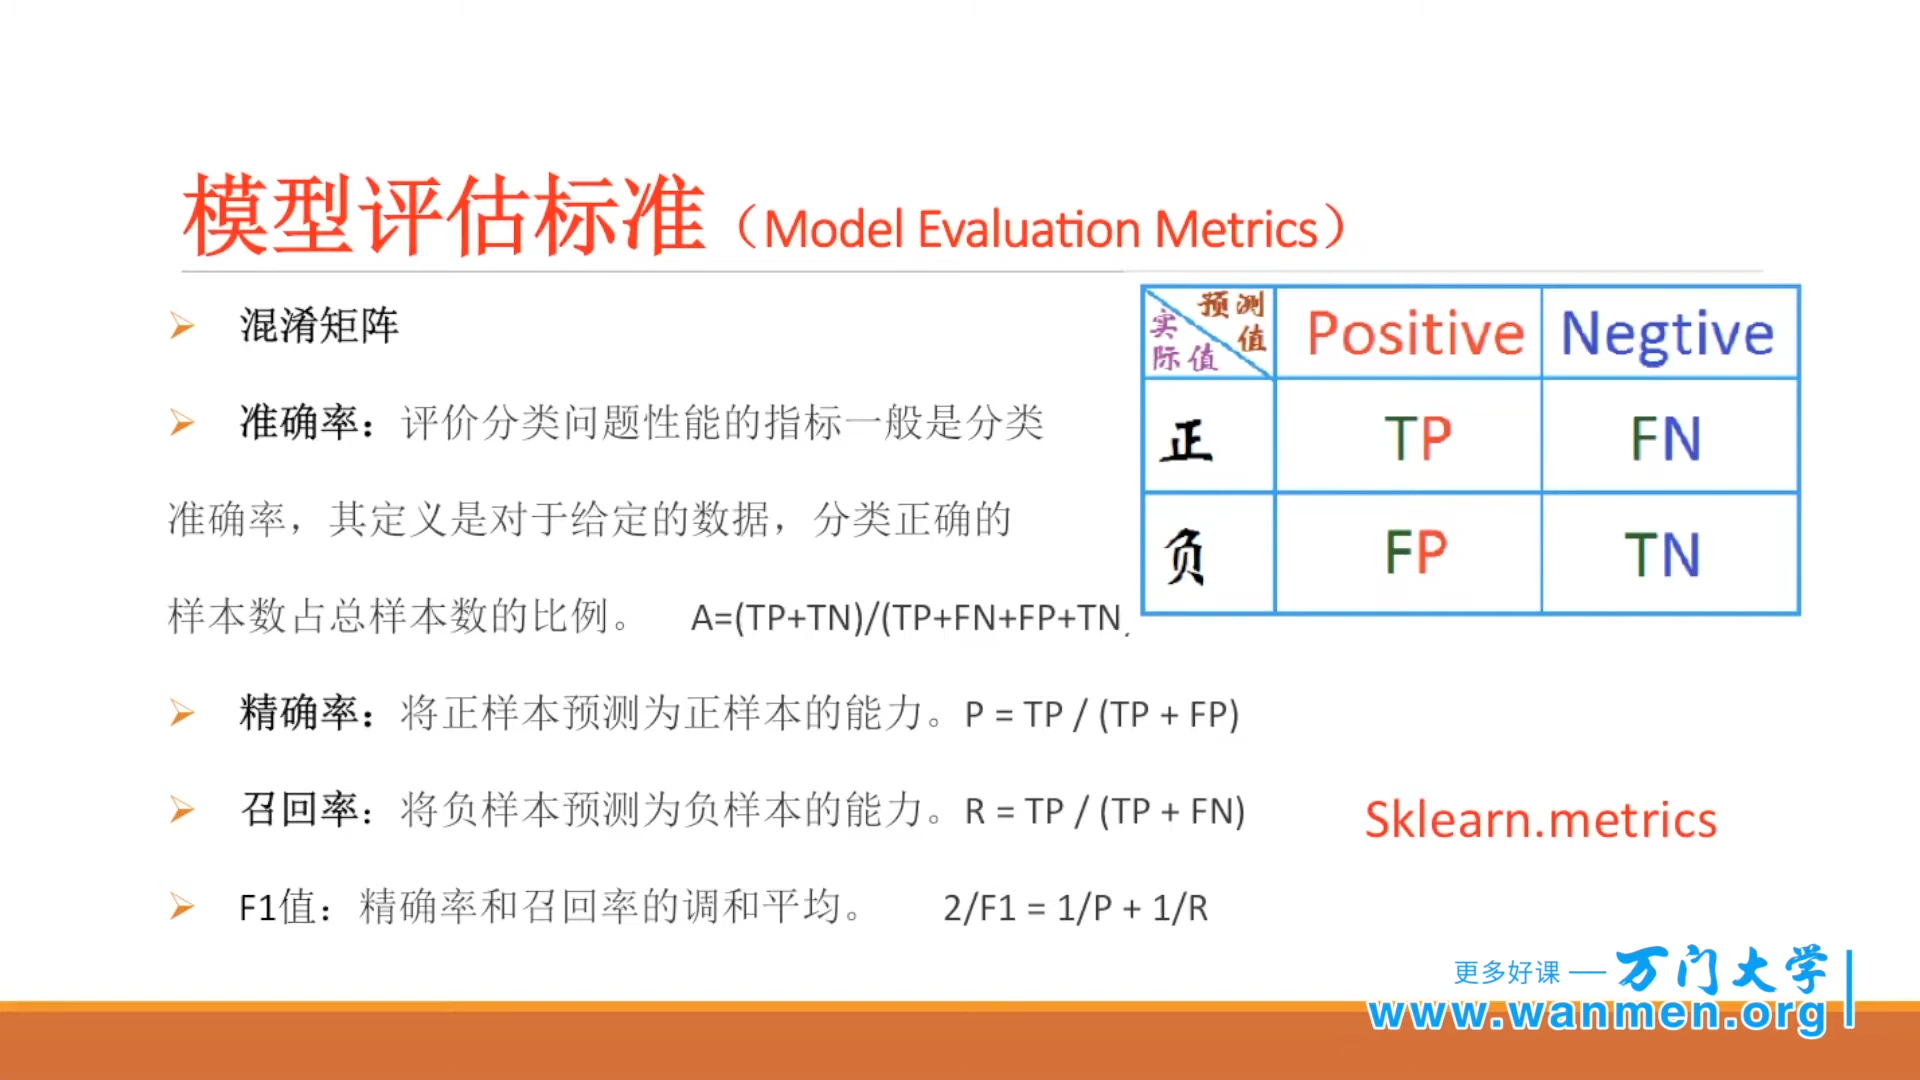 模型评估标准（Model Evaluation Metrics）
混淆矩阵
准确率：评价分类问题性能的指标一般是分类
准确率，其定义是对于给定的数据，分类正确的
样本数占总样本数的比例。 A=(TP+TN)/(TP+FN+FP+TN
精确率：将正样本预测为正样本的能力。P = TP / (TP + FP)
召回率：将负样本预测为负样本的能力。R = TP / (TP + FN)
F1值：精确率和召回率的调和平均。 2/F1 = 1/P + 1/R
预测值
实际值
Positive Negtive
正 TP FN
负 FP TN
Sklearn.metrics
更多好课 — 万门大学
www.wanmen.org